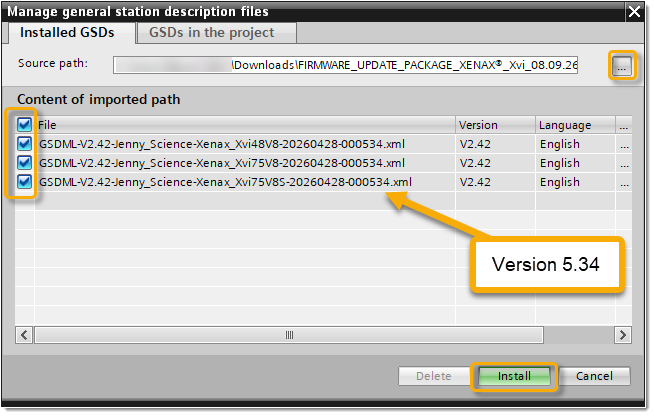 Manage general station description files
Installed GSDs GSDs in the project
Source path: \Downloads\FIRMWARE_UPDATE_PACKAGE_XENAX®_Xvi_08.09.26 ...
Content of imported path
File Version Language ...
GSDML-V2.42-Jenny_Science-Xenax_Xvi48V8-20260428-000534.xml V2.42 English ...
GSDML-V2.42-Jenny_Science-Xenax_Xvi75V8-20260428-000534.xml V2.42 English ...
GSDML-V2.42-Jenny_Science-Xenax_Xvi75V8S-20260428-000534.xml V2.42 English ...
Version 5.34
Delete Install Cancel